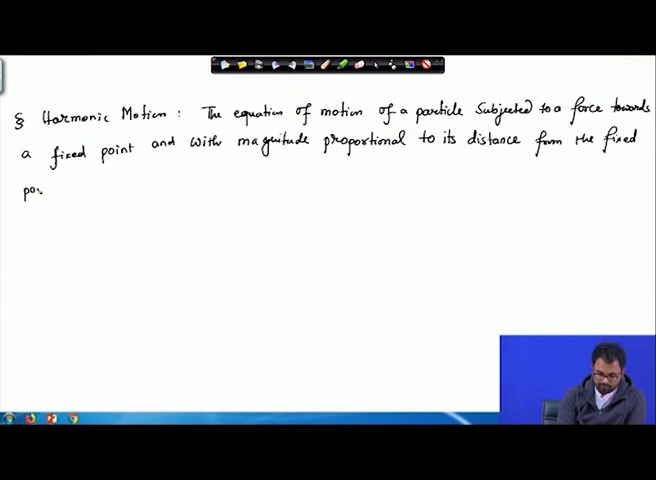 § Harmonic Motion : The equation of motion of a particle subjected to a force towards
a fixed point and with magnitude proportional to its distance from the fixed
poi